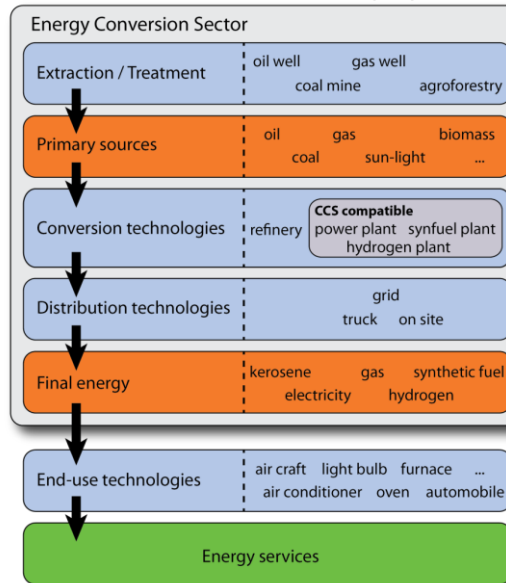 Energy Conversion Sector
Extraction / Treatment
oil well gas well
coal mine agroforestry
Primary sources
oil gas biomass
coal sun-light ...
Conversion technologies
refinery
CCS compatible
power plant synfuel plant
hydrogen plant
Distribution technologies
grid
truck on site
Final energy
kerosene gas synthetic fuel
electricity hydrogen
End-use technologies
air craft light bulb furnace ...
air conditioner oven automobile
Energy services